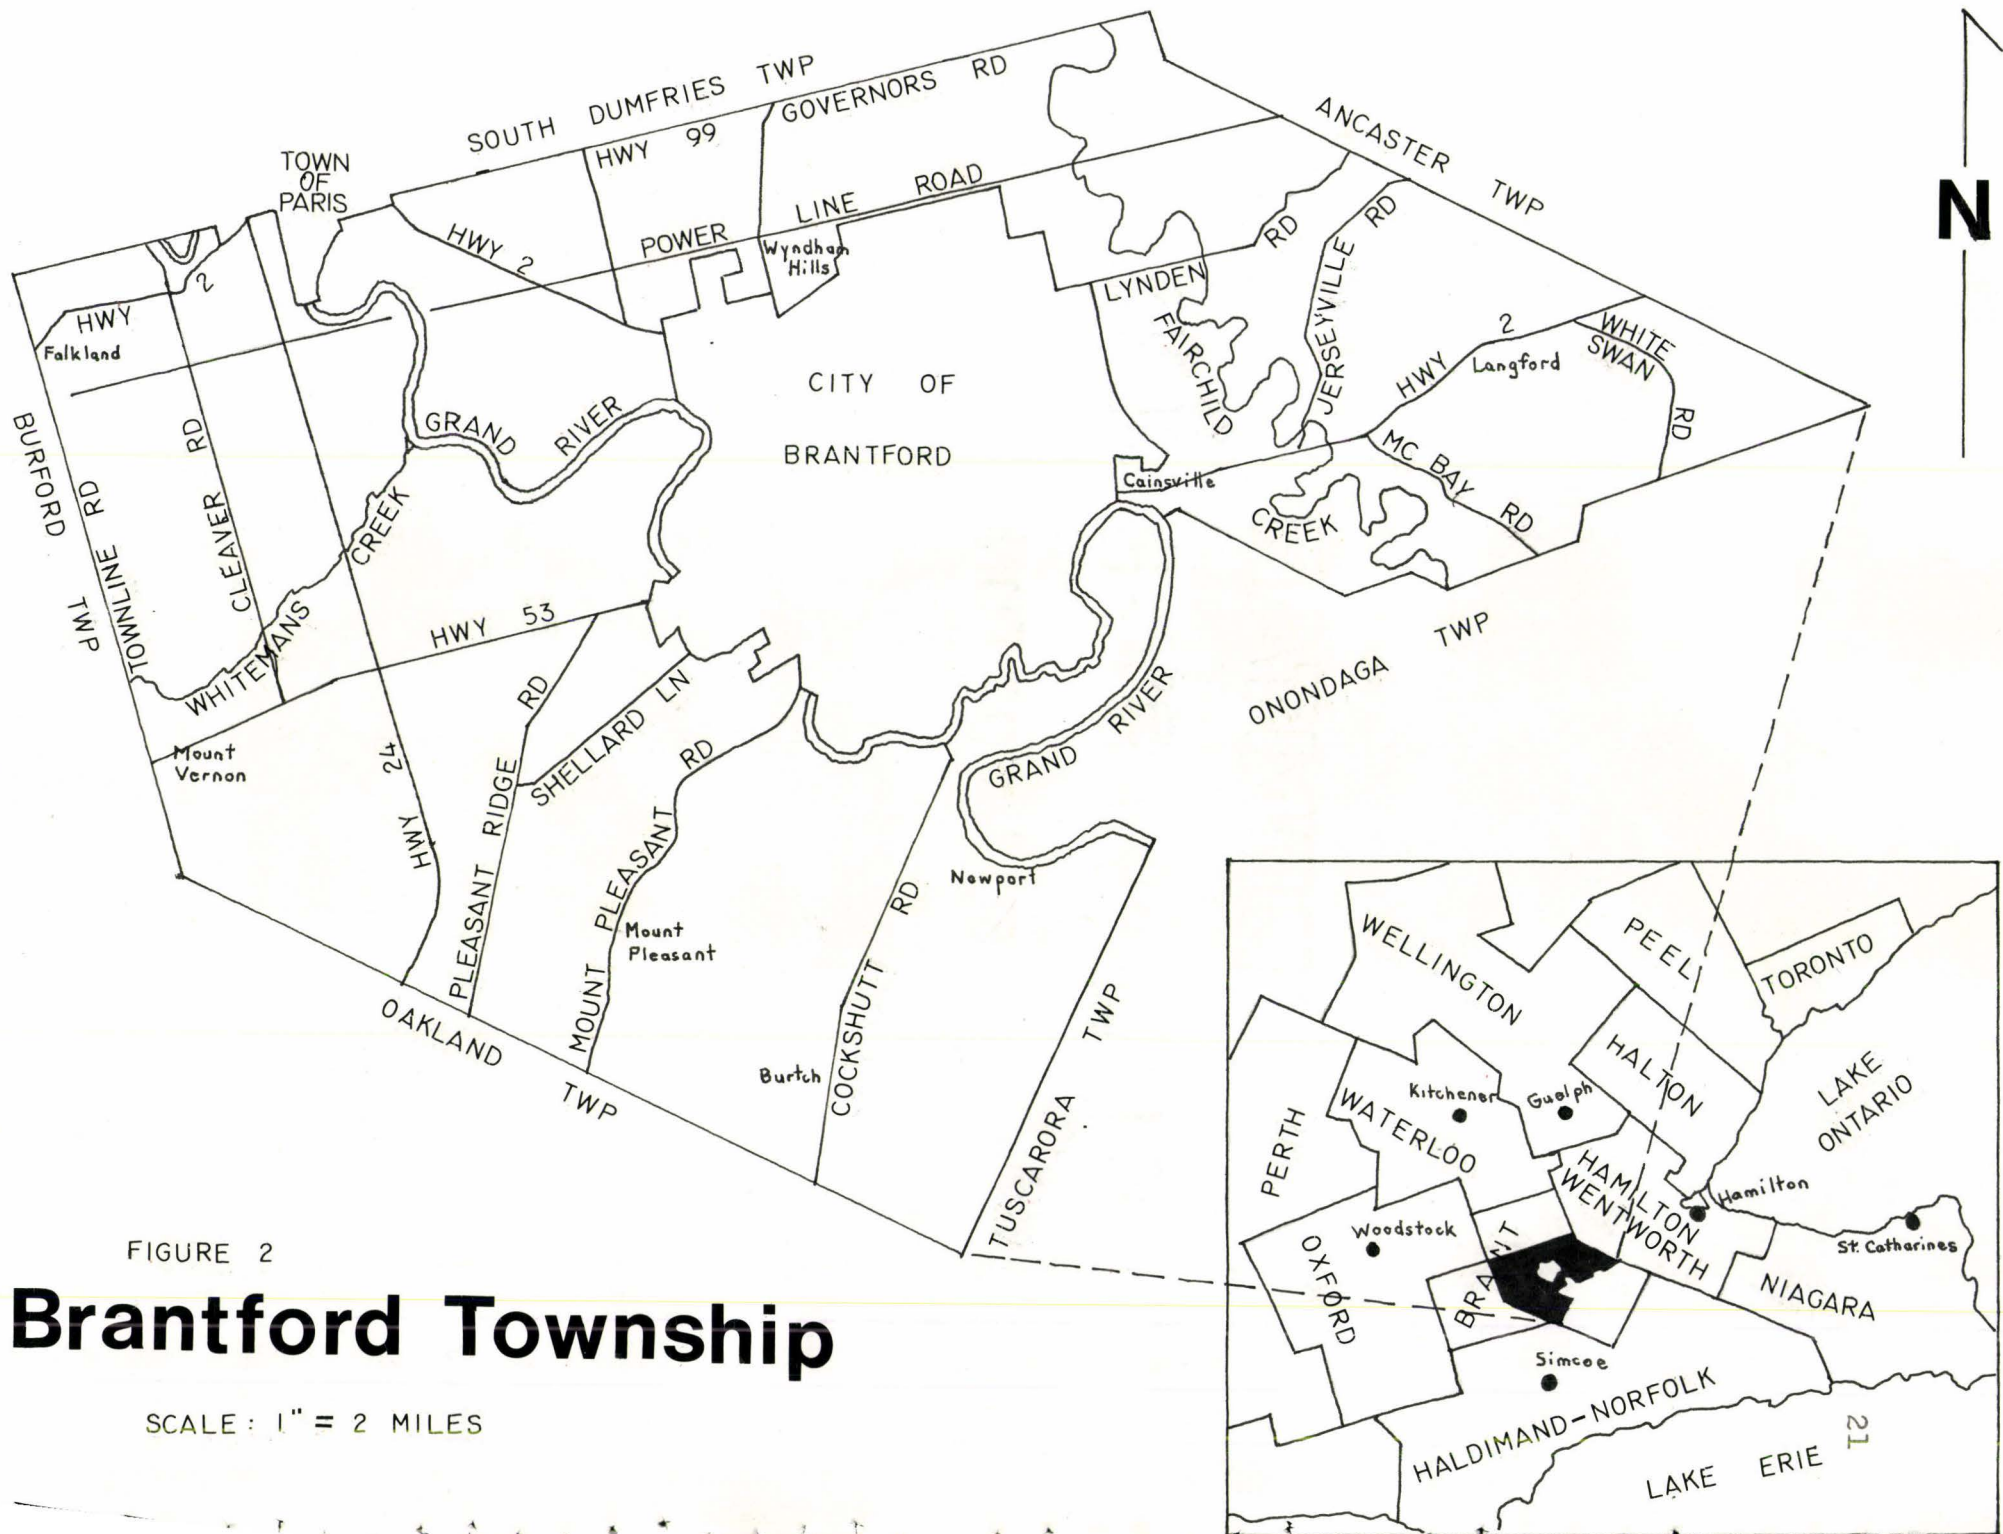 SOUTH DUMFRIES TWP
GOVERNORS RD
HWY 99
ANCASTER TWP
N
TOWN
OF
PARIS
HWY 2
POWER LINE ROAD
Wyndham
Hills
HWY 2
Falkland
LYNDEN RD
JERSEYVILLE RD
FAIRCHILD
CREEK
HWY 2
Langford
WHITE
SWAN
RD
CITY OF
BRANTFORD
BURFORD TWP
TOWNLINE RD
CLEAVER RD
GRAND RIVER
WHITEMANS CREEK
Cainsville
MC BAY RD
HWY 53
ONONDAGA TWP
Mount
Vernon
HWY 24
PLEASANT RIDGE RD
SHELLARD LN
MOUNT PLEASANT RD
Mount
Pleasant
GRAND RIVER
Newport
COCKSHUTT RD
Burtch
OAKLAND TWP
TUSCARORA TWP
WELLINGTON
PEEL
TORONTO
HALTON
LAKE
ONTARIO
Kitchener
Guelph
WATERLOO
PERTH
HAMILTON
WENTWORTH
Hamilton
St. Catharines
Woodstock
OXFORD
BRANT
NIAGARA
Simcoe
HALDIMAND-NORFOLK
LAKE ERIE
21
FIGURE 2
Brantford Township
SCALE: 1" = 2 MILES